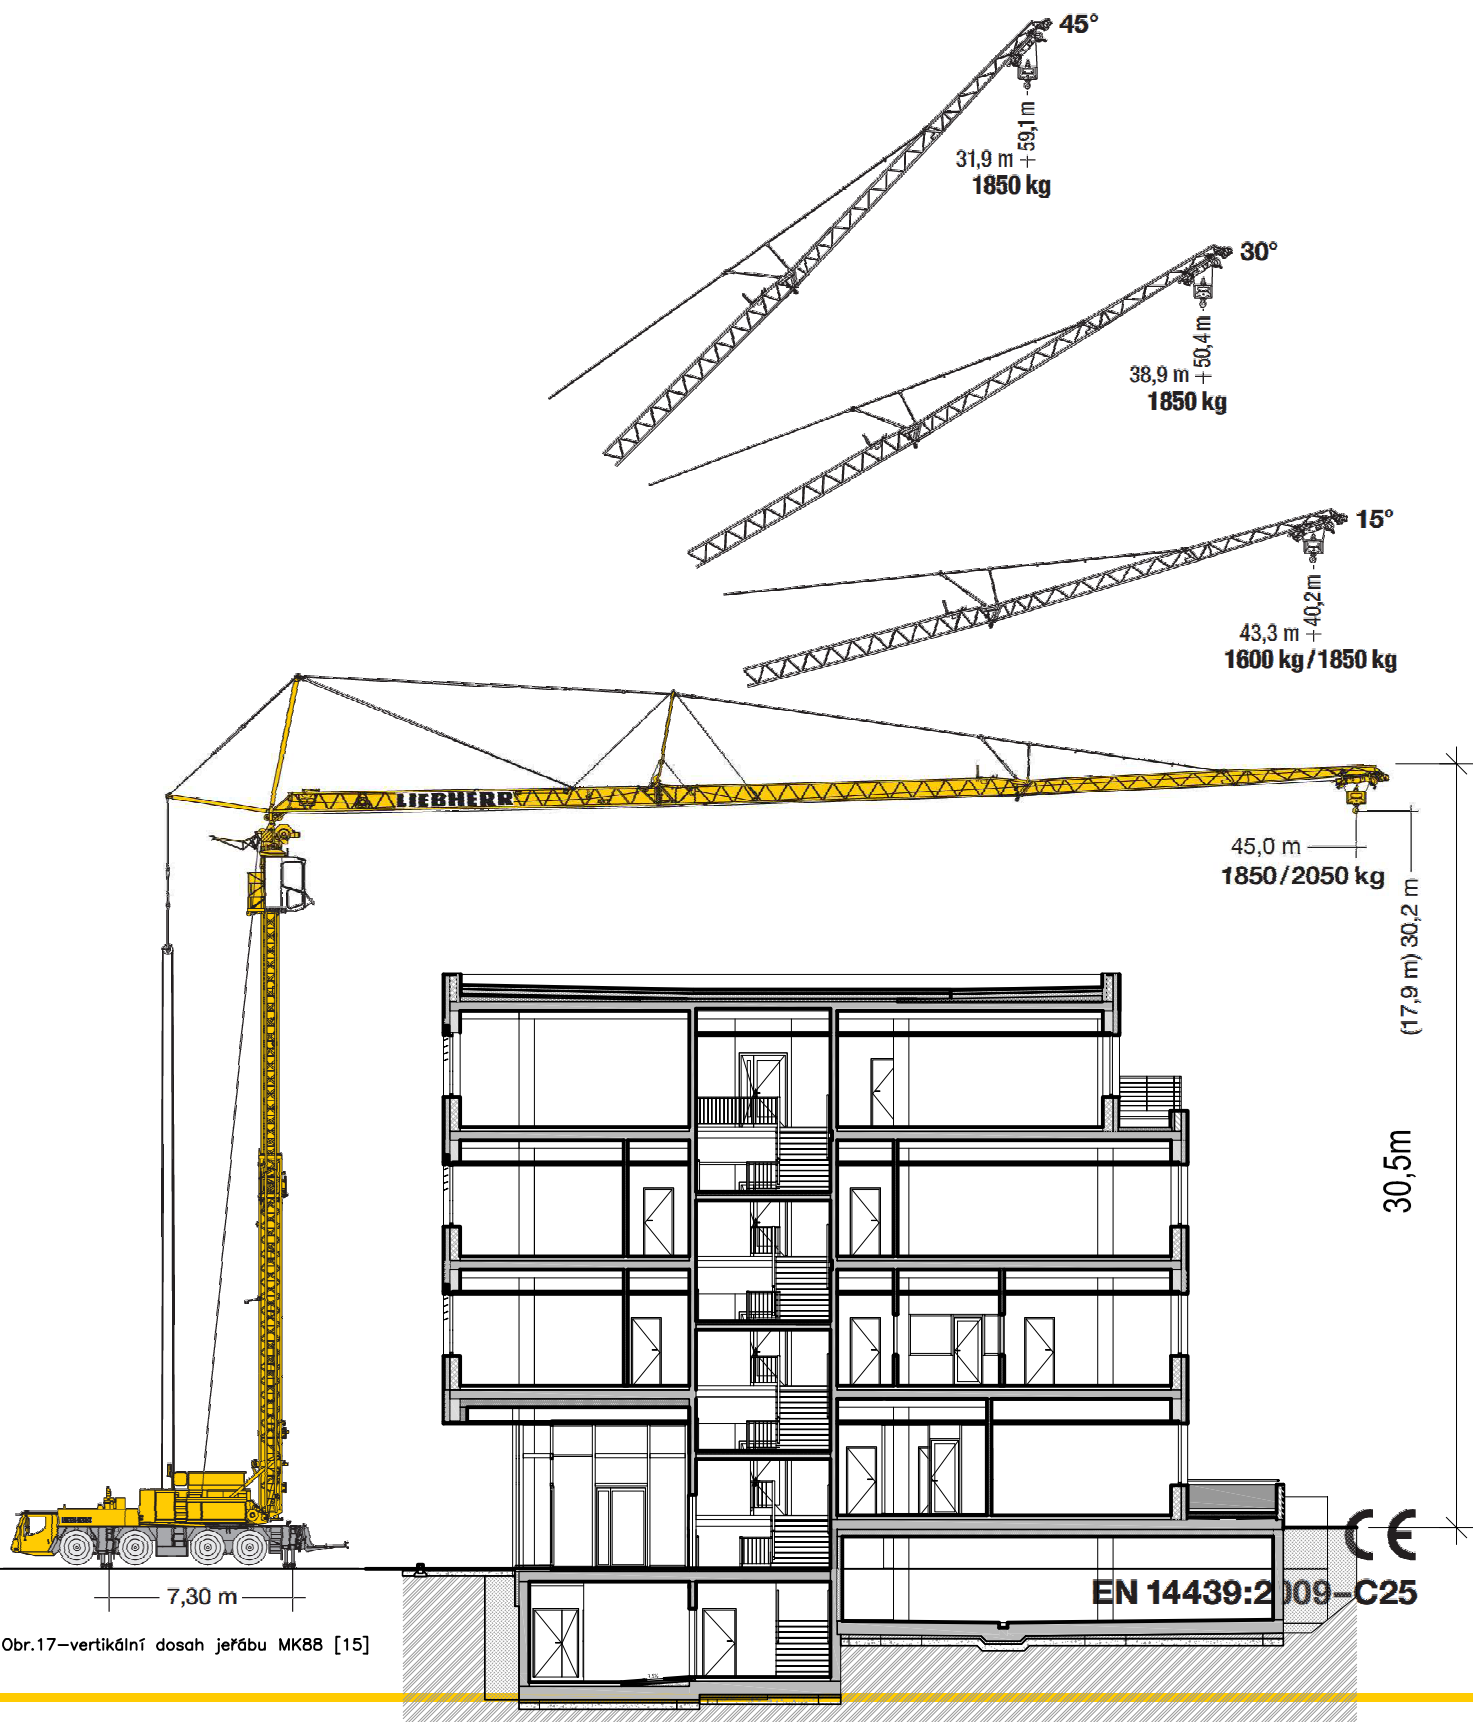 45°
59,1 m
31,9 m
1850 kg
30°
50,4 m
38,9 m
1850 kg
15°
40,2 m
43,3 m
1600 kg/1850 kg
LIEBHERR
45,0 m
1850/2050 kg
(17,9 m) 30,2 m
30,5m
CE
EN 14439:2009–C25
7,30 m
Obr.17–vertikální dosah jeřábu MK88 [15]